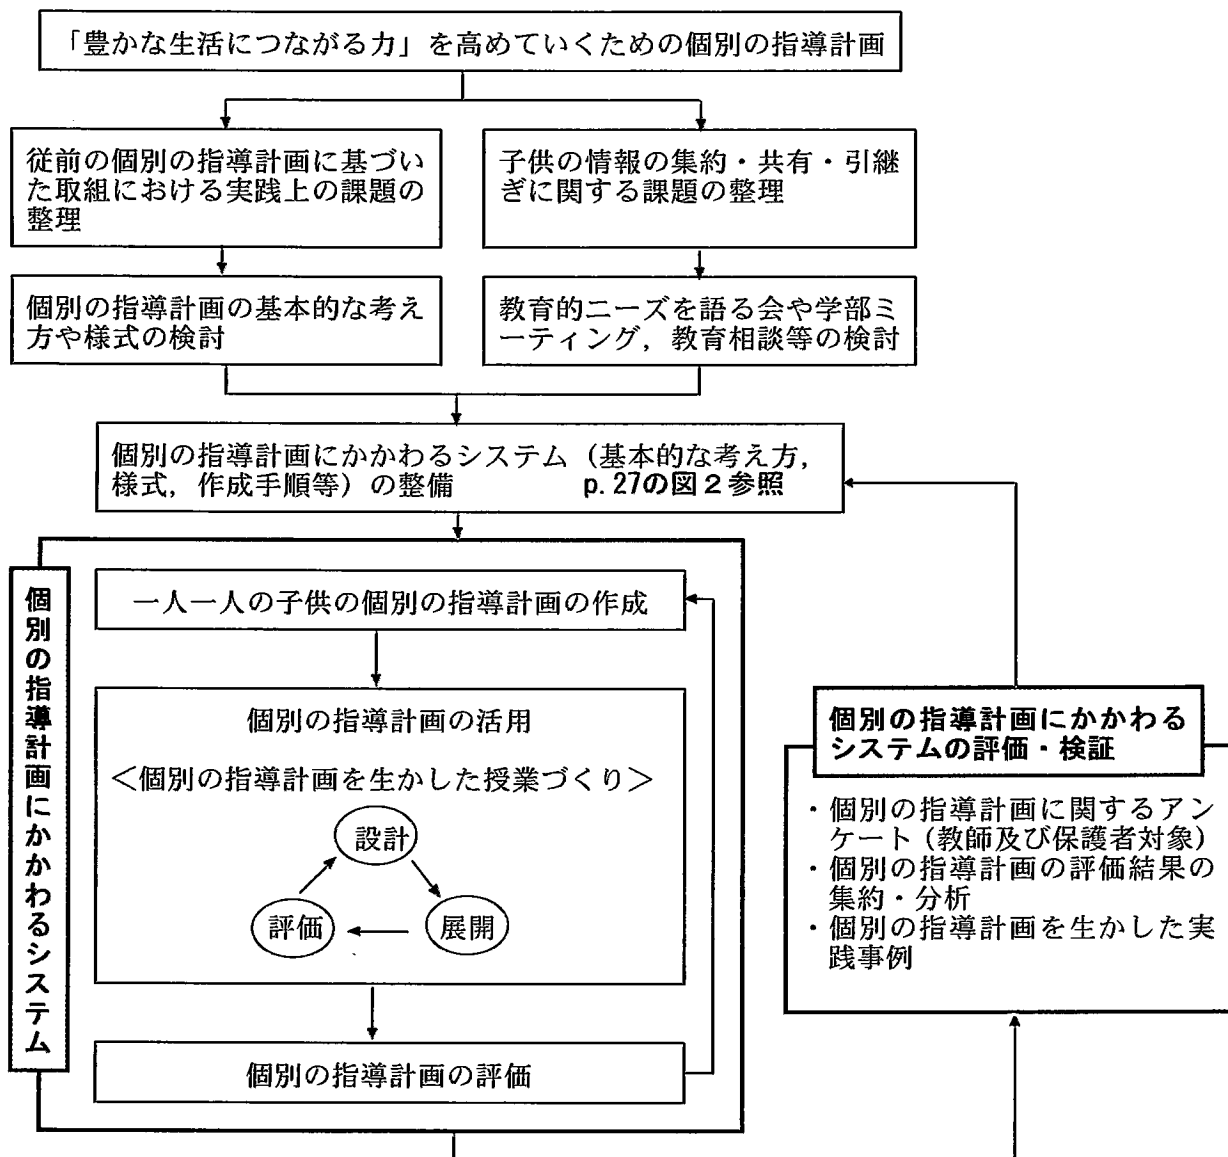 「豊かな生活につながる力」を高めていくための個別の指導計画
従前の個別の指導計画に基づい
た取組における実践上の課題の
整理
子供の情報の集約・共有・引継
ぎに関する課題の整理
個別の指導計画の基本的な考え
方や様式の検討
教育的ニーズを語る会や学部ミ
ーティング，教育相談等の検討
個別の指導計画にかかわるシステム（基本的な考え方，
様式，作成手順等）の整備　　p.27の図２参照
個別の指導計画にかかわるシステム
一人一人の子供の個別の指導計画の作成
個別の指導計画の活用
＜個別の指導計画を生かした授業づくり＞
設計
評価
展開
個別の指導計画の評価
個別の指導計画にかかわる
システムの評価・検証
・個別の指導計画に関するアン
ケート（教師及び保護者対象）
・個別の指導計画の評価結果の
集約・分析
・個別の指導計画を生かした実
践事例